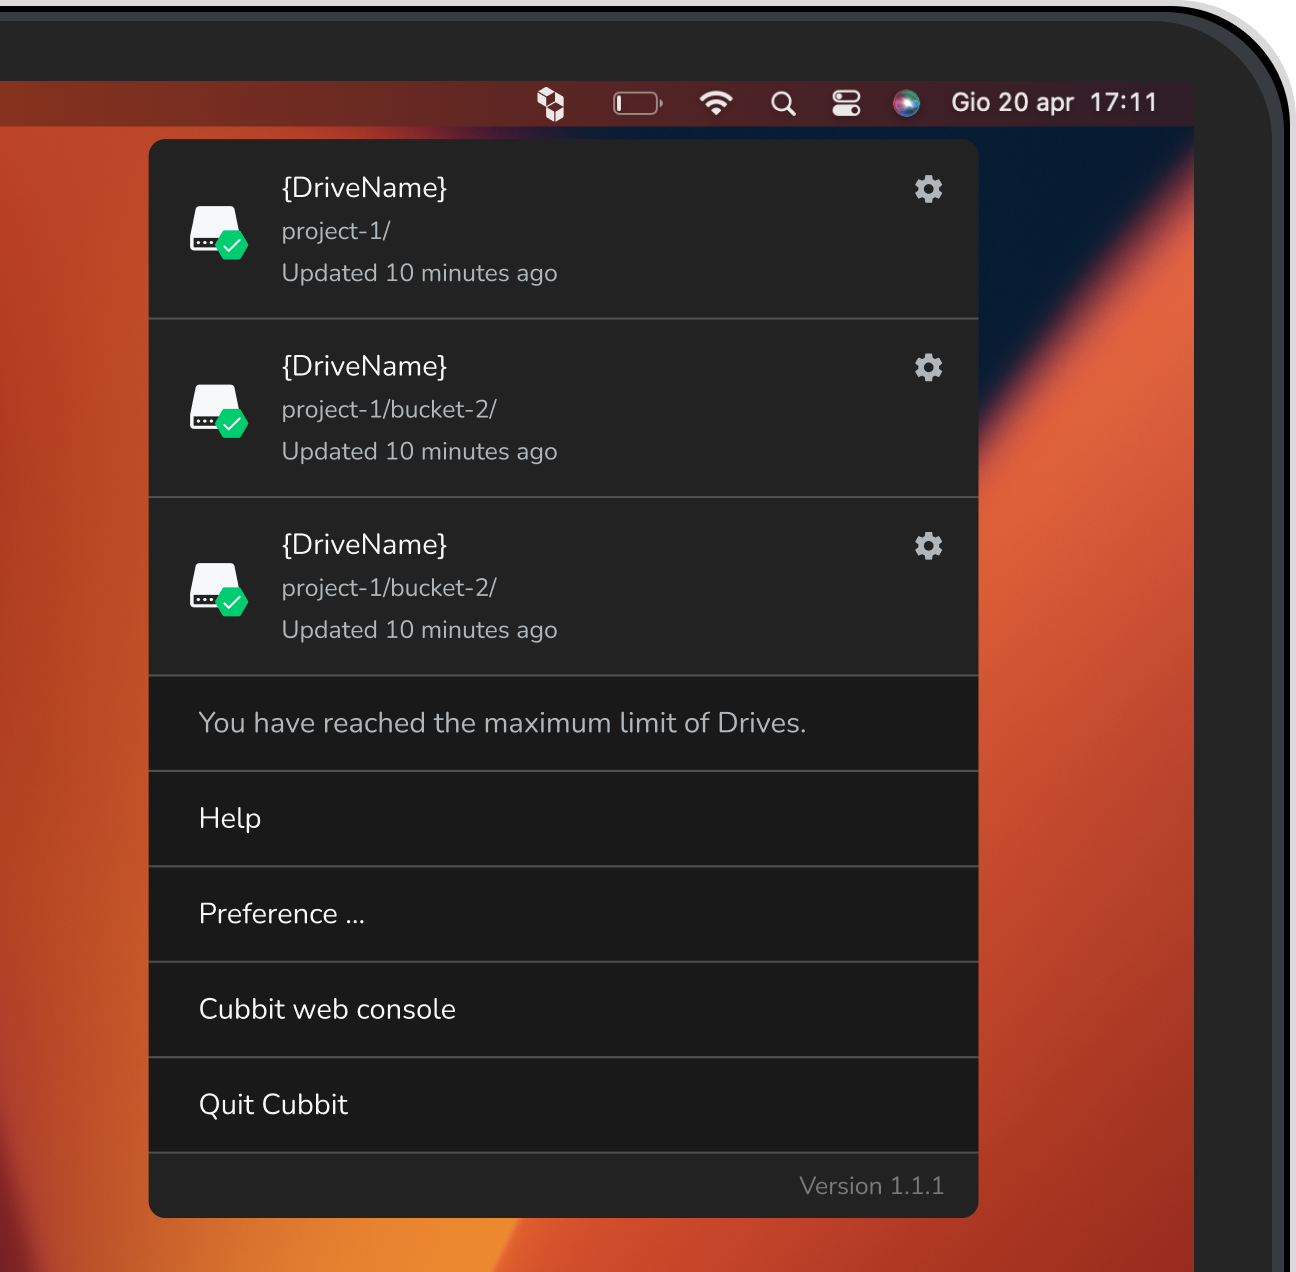 Gio 20 apr 17:11
{DriveName}
project-1/
Updated 10 minutes ago
{DriveName}
project-1/bucket-2/
Updated 10 minutes ago
{DriveName}
project-1/bucket-2/
Updated 10 minutes ago
You have reached the maximum limit of Drives.
Help
Preference ...
Cubbit web console
Quit Cubbit
Version 1.1.1